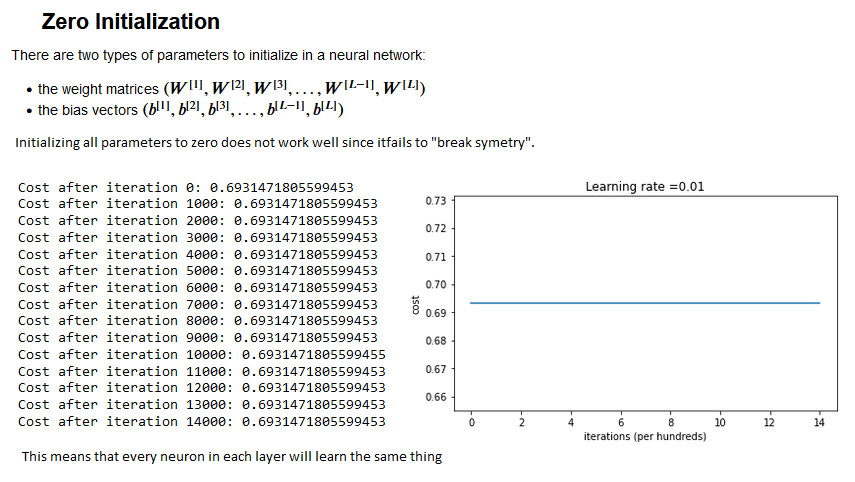 Zero Initialization
There are two types of parameters to initialize in a neural network:
• the weight matrices (W[1], W[2], W[3], . . . , W[L−1], W[L])
• the bias vectors (b[1], b[2], b[3], . . . , b[L−1], b[L])
Initializing all parameters to zero does not work well since itfails to "break symetry".
Cost after iteration 0: 0.6931471805599453
Cost after iteration 1000: 0.6931471805599453
Cost after iteration 2000: 0.6931471805599453
Cost after iteration 3000: 0.6931471805599453
Cost after iteration 4000: 0.6931471805599453
Cost after iteration 5000: 0.6931471805599453
Cost after iteration 6000: 0.6931471805599453
Cost after iteration 7000: 0.6931471805599453
Cost after iteration 8000: 0.6931471805599453
Cost after iteration 9000: 0.6931471805599453
Cost after iteration 10000: 0.6931471805599455
Cost after iteration 11000: 0.6931471805599453
Cost after iteration 12000: 0.6931471805599453
Cost after iteration 13000: 0.6931471805599453
Cost after iteration 14000: 0.6931471805599453
Learning rate =0.01
0.73
0.72
0.71
0.70
0.69
0.68
0.67
0.66
cost
0 2 4 6 8 10 12 14
iterations (per hundreds)
This means that every neuron in each layer will learn the same thing